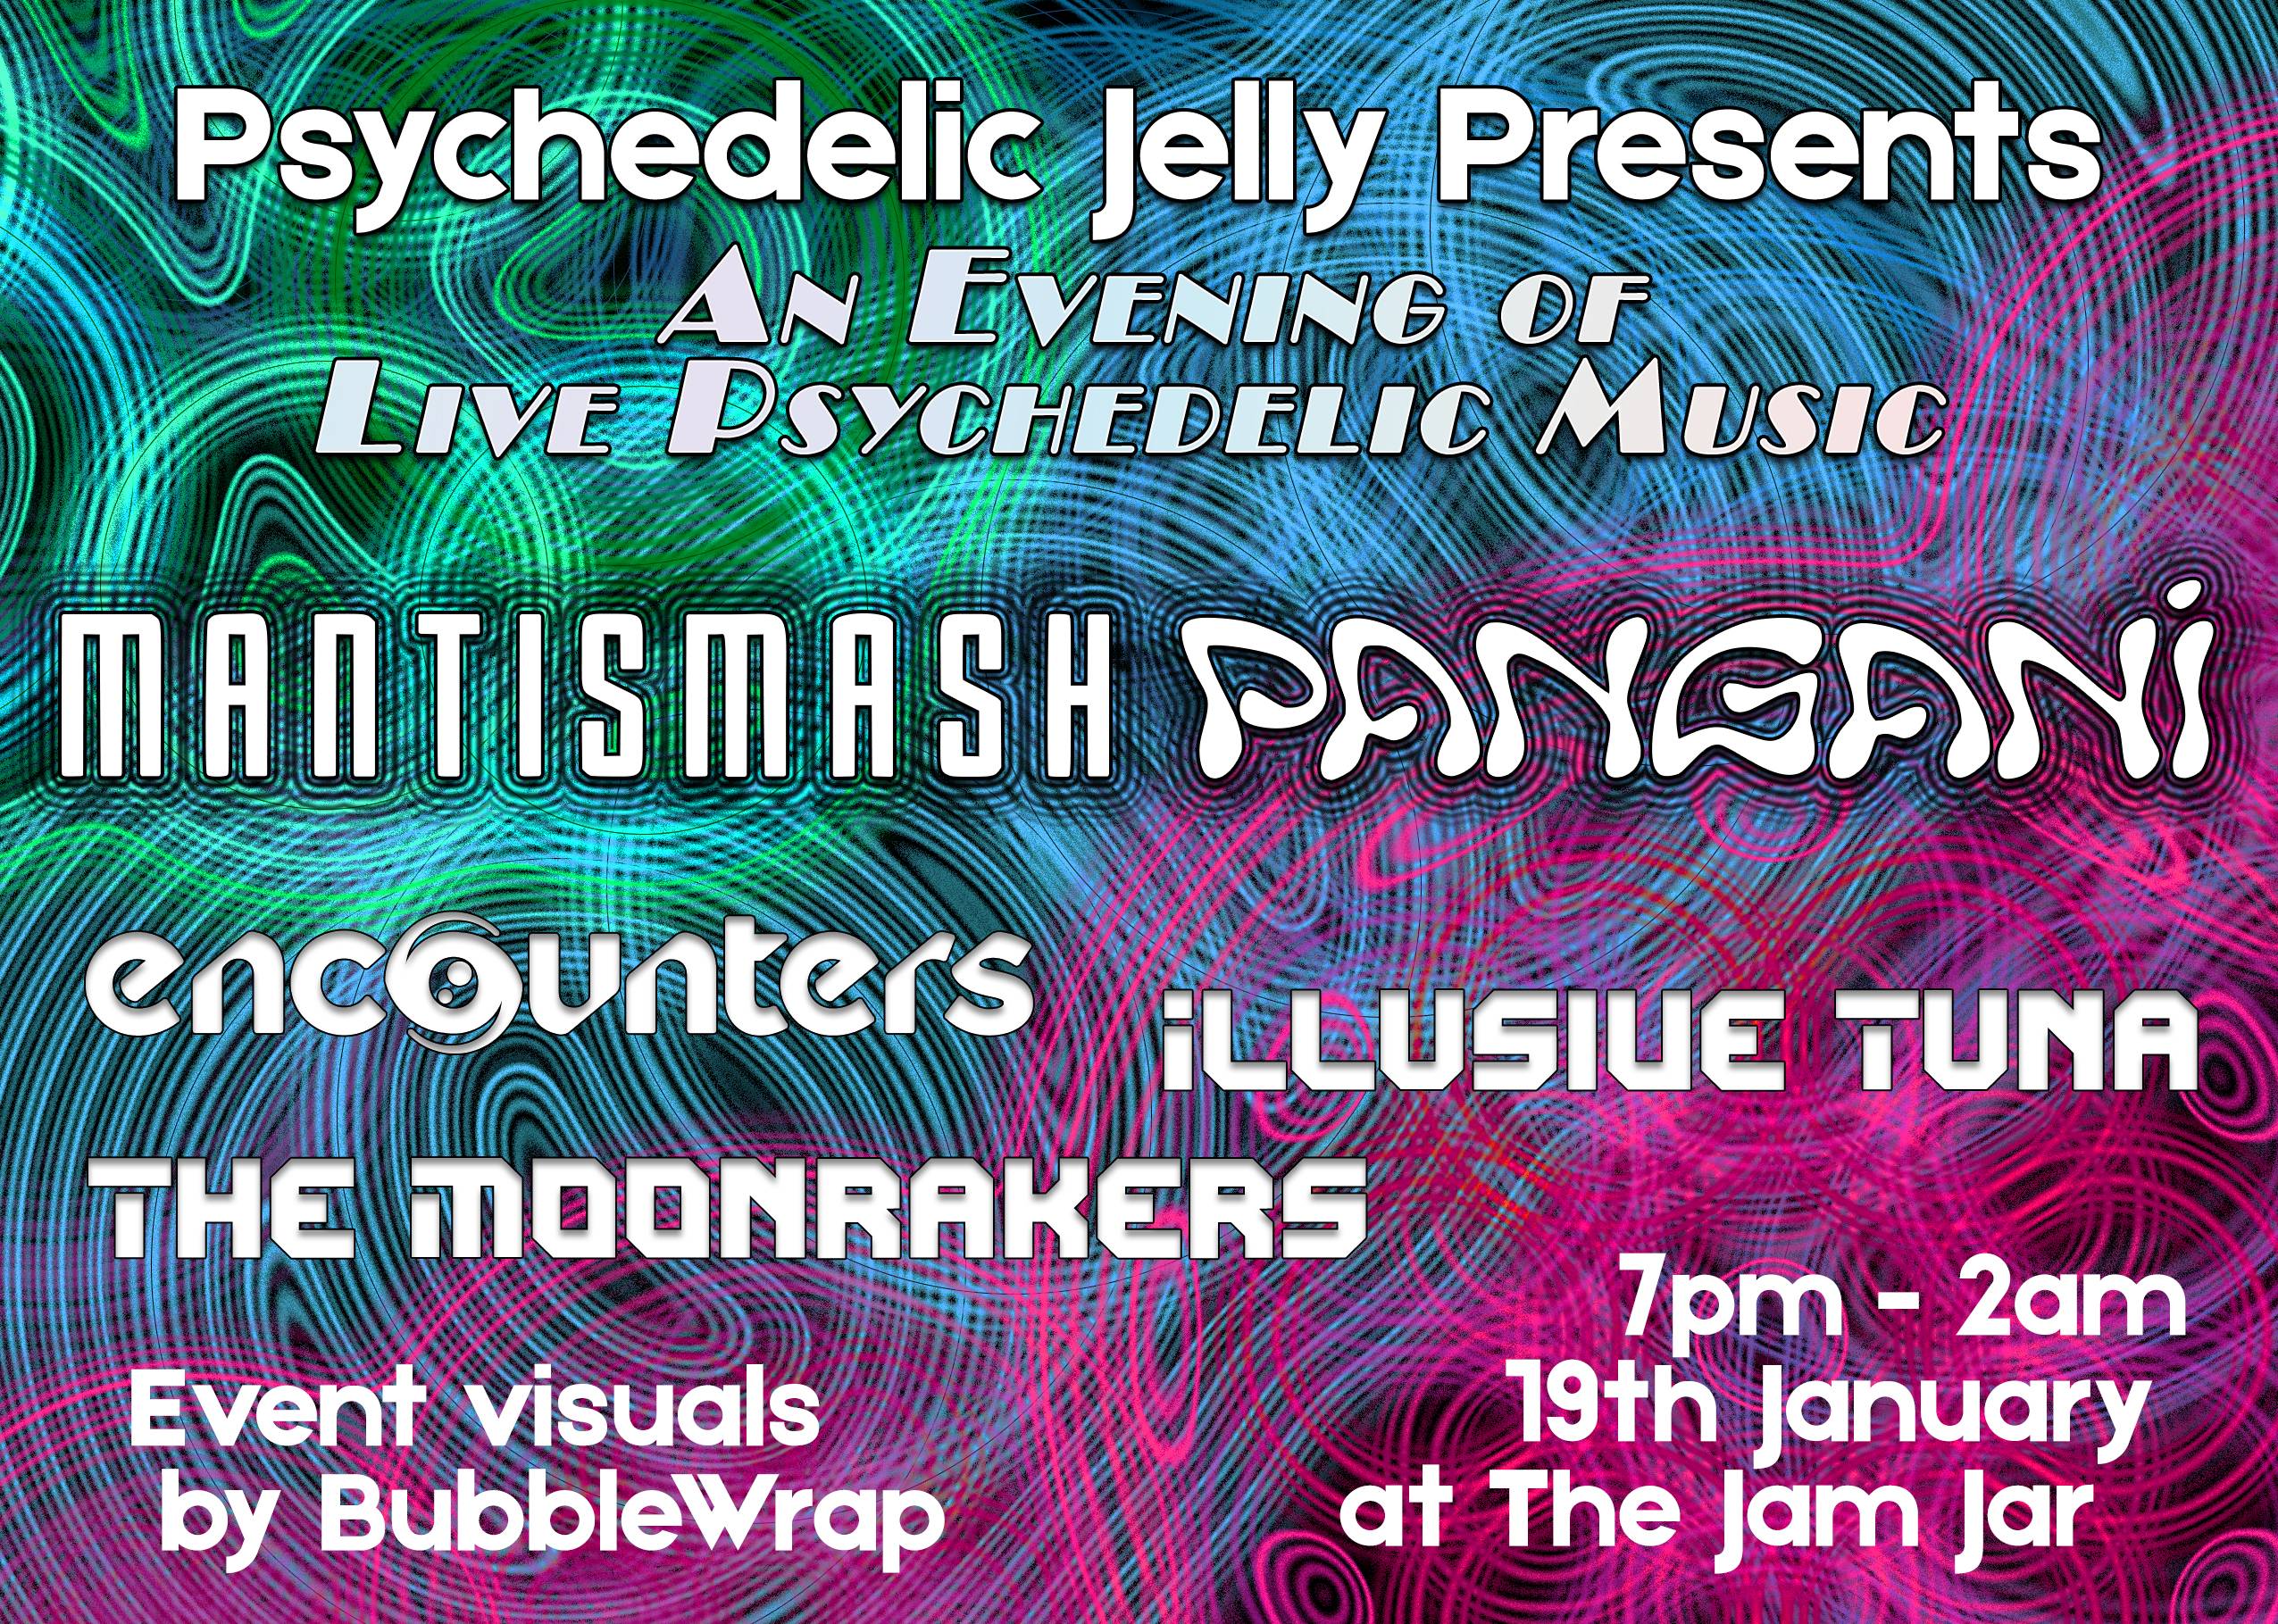 Psychedelic Jelly Presents
An Evening of
Live Psychedelic Music
MANTISMASH PANGANi
encounters
iLLUSIVE TUNA
THE MOONRAKERS
7pm - 2am
19th January
at The Jam Jar
Event visuals
by BubbleWrap